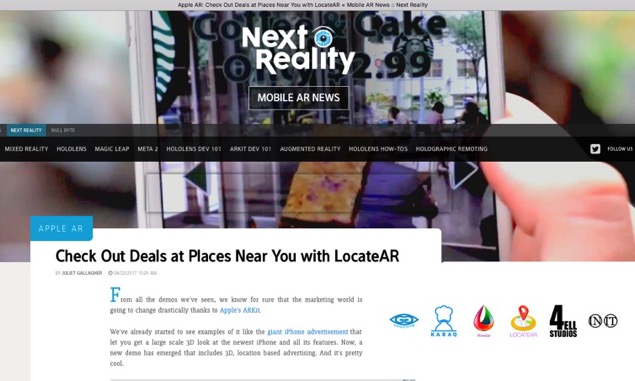 Apple AR: Check Out Deals at Places Near You with LocateAR « Mobile AR News :: Next Reality
Coffee & Cake
Only £2.99
Next
Reality
MOBILE AR NEWS
NEXT REALITY NULL BYTE
MIXED REALITY HOLOLENS MAGIC LEAP META 2 HOLOLENS DEV 101 ARKIT DEV 101 AUGMENTED REALITY HOLOLENS HOW-TOS HOLOGRAPHIC REMOTING FOLLOW US
APPLE AR
Check Out Deals at Places Near You with LocateAR
BY JULIET GALLAGHER 06/22/2017 10:25 AM
From all the demos we've seen, we know for sure that the marketing world is
going to change drastically thanks to Apple's ARKit.
We've already started to see examples of it like the giant iPhone advertisement that
let you get a large scale 3D look at the newest iPhone and all its features. Now, a
new demo has emerged that includes 3D, location based advertising. And it's pretty
cool.
KABAQ
LOCATEAR
4FELL
STUDIOS
INIT